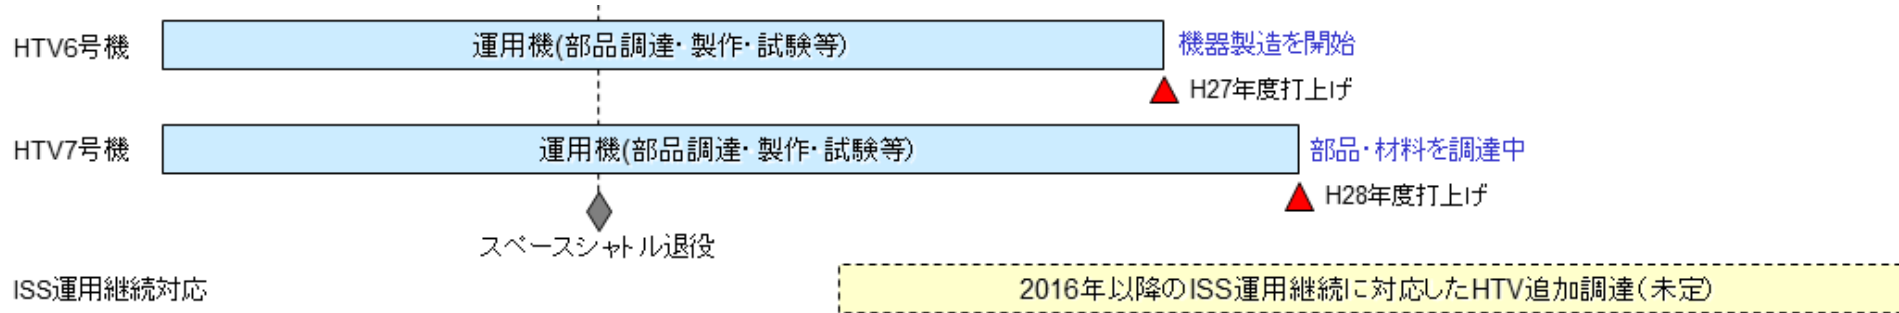 HTV6号機
運用機(部品調達・製作・試験等)
機器製造を開始
H27年度打上げ
HTV7号機
運用機(部品調達・製作・試験等)
部品・材料を調達中
H28年度打上げ
スペースシャトル退役
ISS運用継続対応
2016年以降のISS運用継続に対応したHTV追加調達(未定)